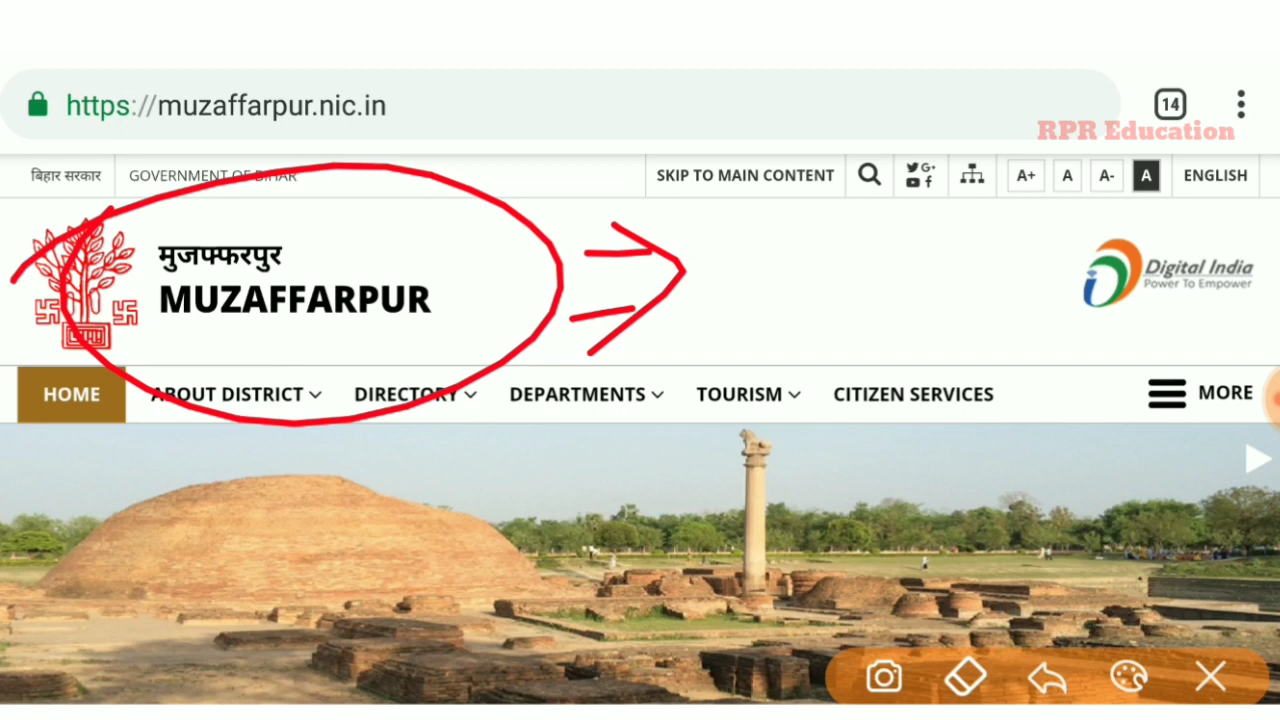 https://muzaffarpur.nic.in
14
RPR Education
बिहार सरकार GOVERNMENT OF BIHAR SKIP TO MAIN CONTENT G+ A+ A A- A ENGLISH
मुजफ्फरपुर
MUZAFFARPUR
Digital India
Power To Empower
HOME ABOUT DISTRICT DIRECTORY DEPARTMENTS TOURISM CITIZEN SERVICES MORE